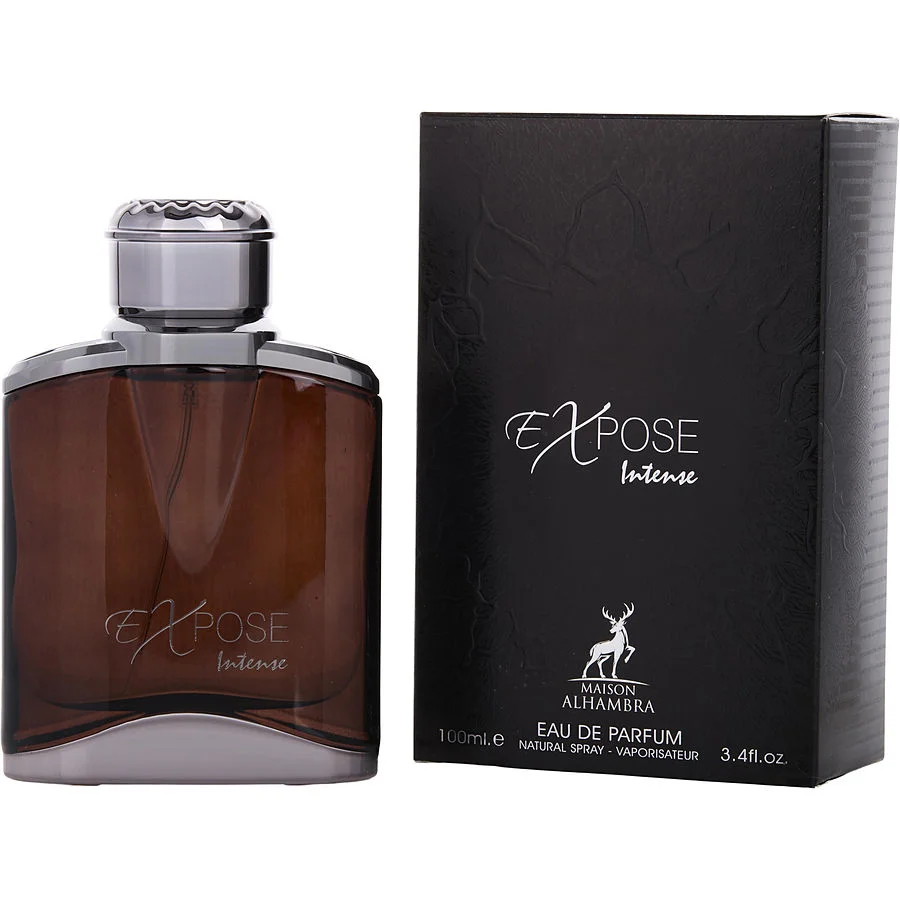 EXPOSE
Intense
EXPOSE
Intense
MAISON
ALHAMBRA
100ml.e
EAU DE PARFUM
NATURAL SPRAY - VAPORISATEUR
3.4fl.oz.